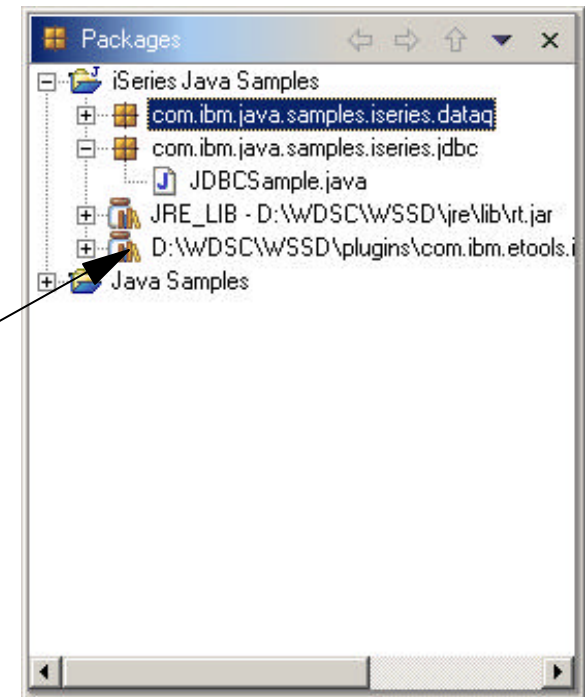 Packages
iSeries Java Samples
com.ibm.java.samples.iseries.dataq
com.ibm.java.samples.iseries.jdbc
JDBCSample.java
JRE_LIB - D:\WDSC\WSSD\jre\lib\rt.jar
D:\WDSC\WSSD\plugins\com.ibm.etools.i
Java Samples